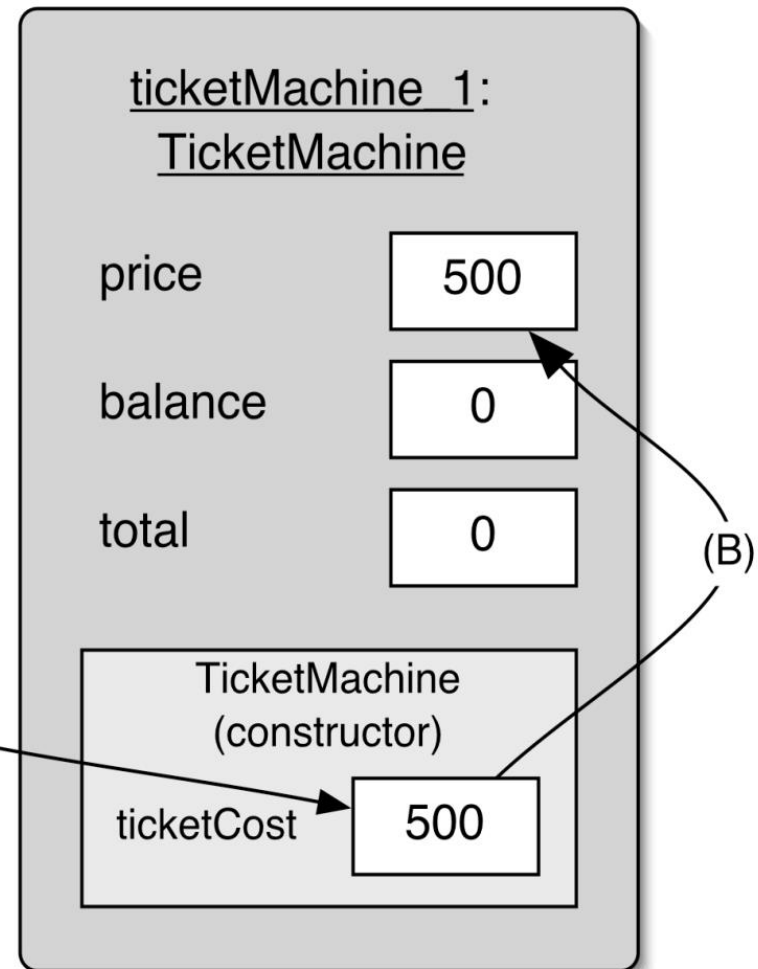 ticketMachine_1:
TicketMachine
price 500
balance 0
total 0
(B)
TicketMachine
(constructor)
ticketCost 500